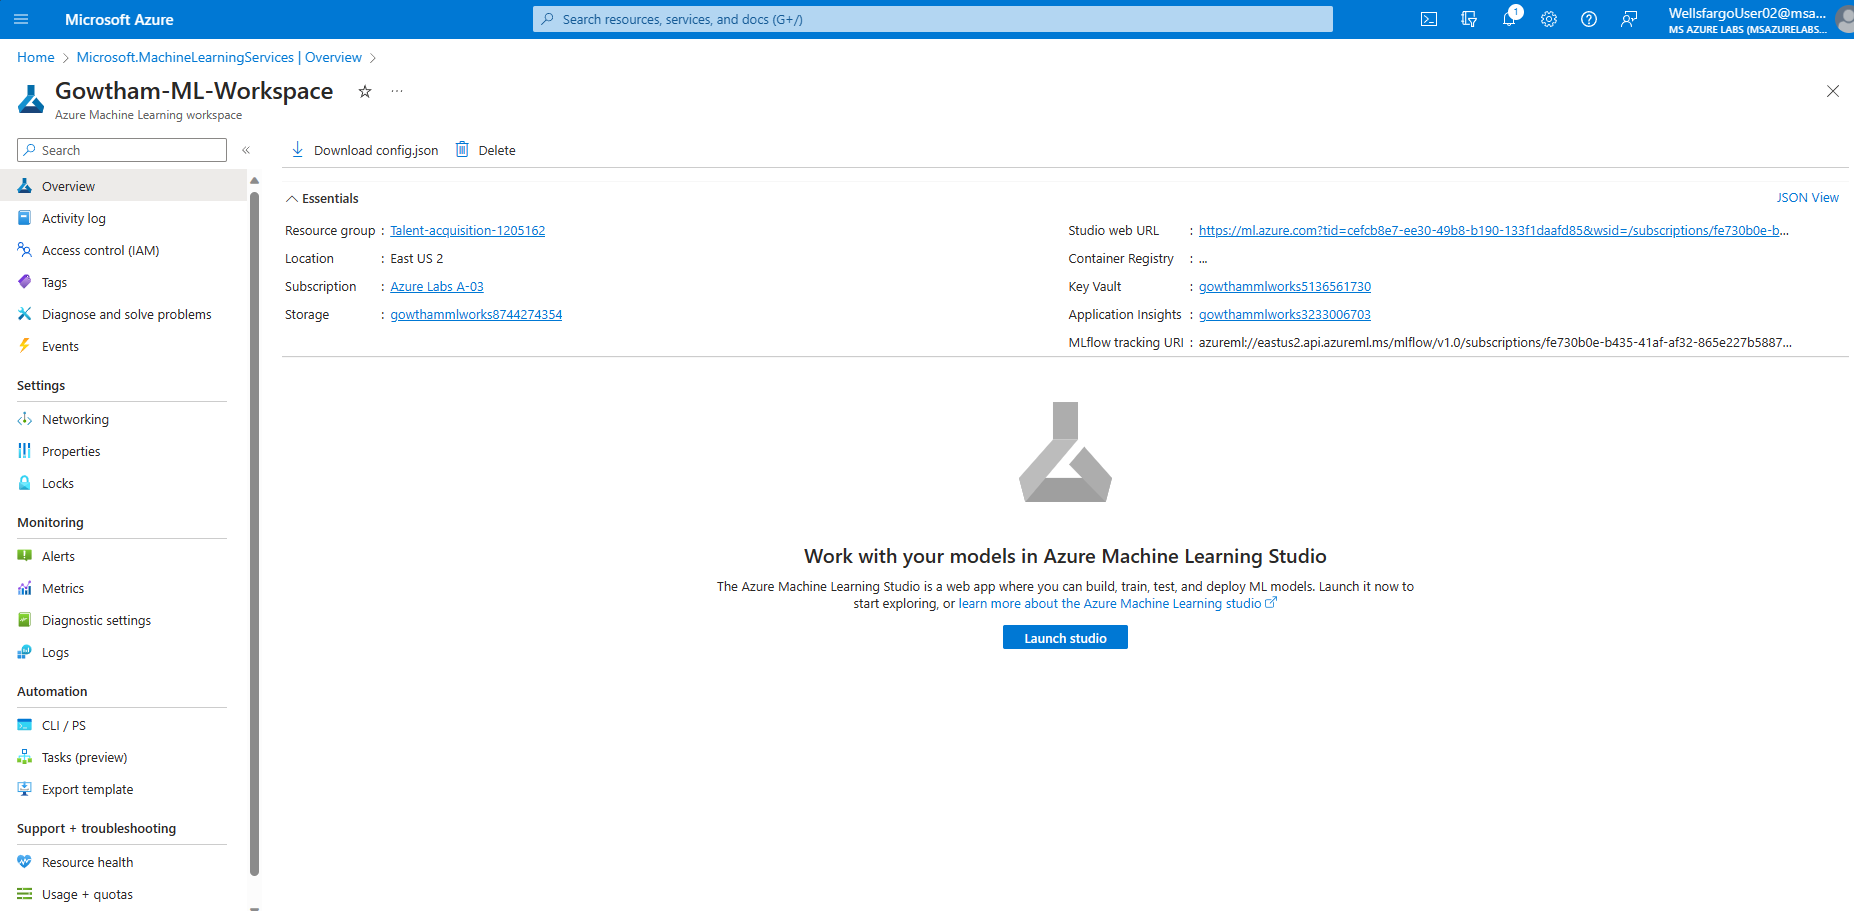 Microsoft Azure
Search resources, services, and docs (G+/)
1
WellsfargoUser02@msa...
MS AZURE LABS (MSAZURELABS...
Home > Microsoft.MachineLearningServices | Overview >
Gowtham-ML-Workspace
Azure Machine Learning workspace
Search
Download config.json
Delete
Overview
Activity log
Access control (IAM)
Tags
Diagnose and solve problems
Events
Settings
Networking
Properties
Locks
Monitoring
Alerts
Metrics
Diagnostic settings
Logs
Automation
CLI / PS
Tasks (preview)
Export template
Support + troubleshooting
Resource health
Usage + quotas
Essentials
JSON View
Resource group : Talent-acquisition-1205162
Location : East US 2
Subscription : Azure Labs A-03
Storage : gowthammlworks8744274354
Studio web URL : https://ml.azure.com?tid=cefcb8e7-ee30-49b8-b190-133f1daafd85&wsid=/subscriptions/fe730b0e-b...
Container Registry : ...
Key Vault : gowthammlworks5136561730
Application Insights : gowthammlworks3233006703
MLflow tracking URI : azureml://eastus2.api.azureml.ms/mlflow/v1.0/subscriptions/fe730b0e-b435-41af-af32-865e227b5887...
Work with your models in Azure Machine Learning Studio
The Azure Machine Learning Studio is a web app where you can build, train, test, and deploy ML models. Launch it now to
start exploring, or learn more about the Azure Machine Learning studio
Launch studio